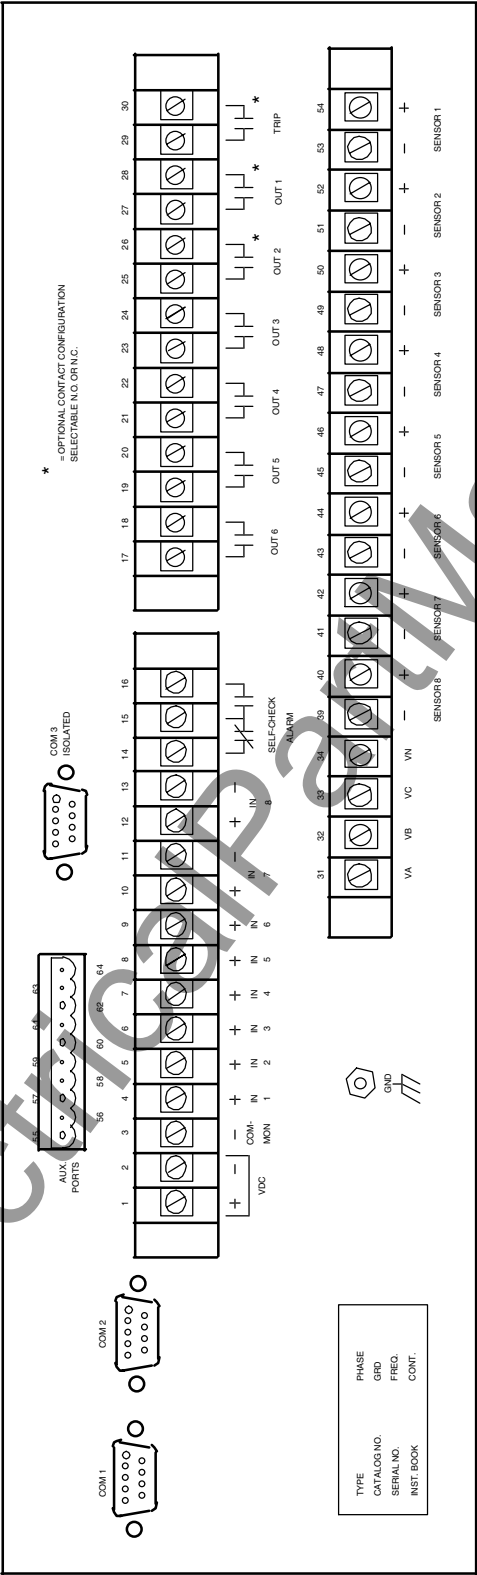 * = OPTIONAL CONTACT CONFIGURATION
SELECTABLE N.O. OR N.C.
COM 1
COM 2
AUX.
PORTS
55 57 59 61 63
56 58 60 62 64
COM 3
ISOLATED
1 2 3 4 5 6 7 8 9 10 11 12 13 14 15 16
+ - - + + + + + + + - + -
VDC
COM-
MON
IN 1
IN 2
IN 3
IN 4
IN 5
IN 6
IN 7
IN 8
SELF-CHECK
ALARM
17 18 19 20 21 22 23 24 25 26 27 28 29 30
OUT 6
OUT 5
OUT 4
OUT 3
OUT 2 *
OUT 1 *
TRIP *
31 32 33 34 39 40 41 42 43 44 45 46 47 48 49 50 51 52 53 54
VA VB VC VN - + - + - + - + - + - + - + - +
SENSOR 8
SENSOR 7
SENSOR 6
SENSOR 5
SENSOR 4
SENSOR 3
SENSOR 2
SENSOR 1
GND
TYPE PHASE
CATALOG NO. GRD
SERIAL NO. FREQ.
INST. BOOK CONT.
ctricalPartM